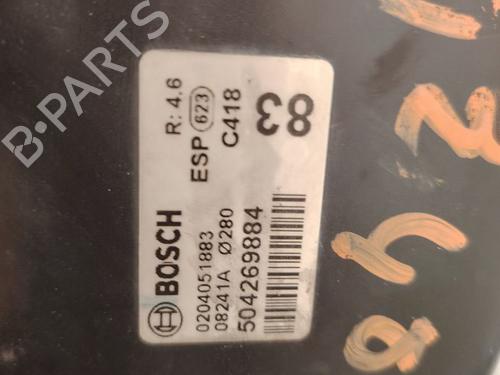 B-PARTS
R: 4.6
ESP 623
C418
83
BOSCH
0204051883
08241A Ø280
504269884